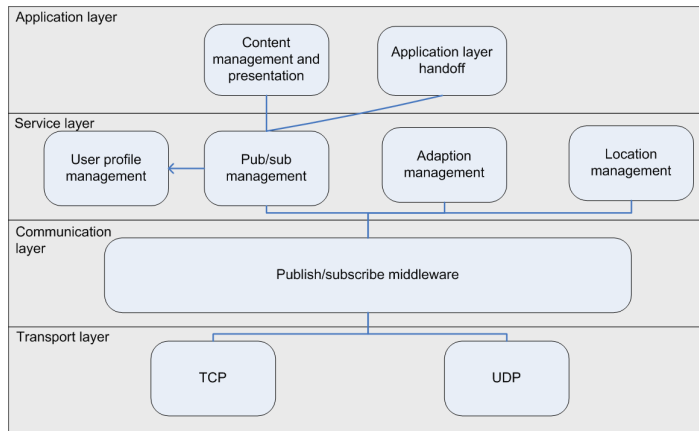 Application layer
Content
management and
presentation
Application layer
handoff
Service layer
User profile
management
Pub/sub
management
Adaption
management
Location
management
Communication
layer
Publish/subscribe middleware
Transport layer
TCP
UDP